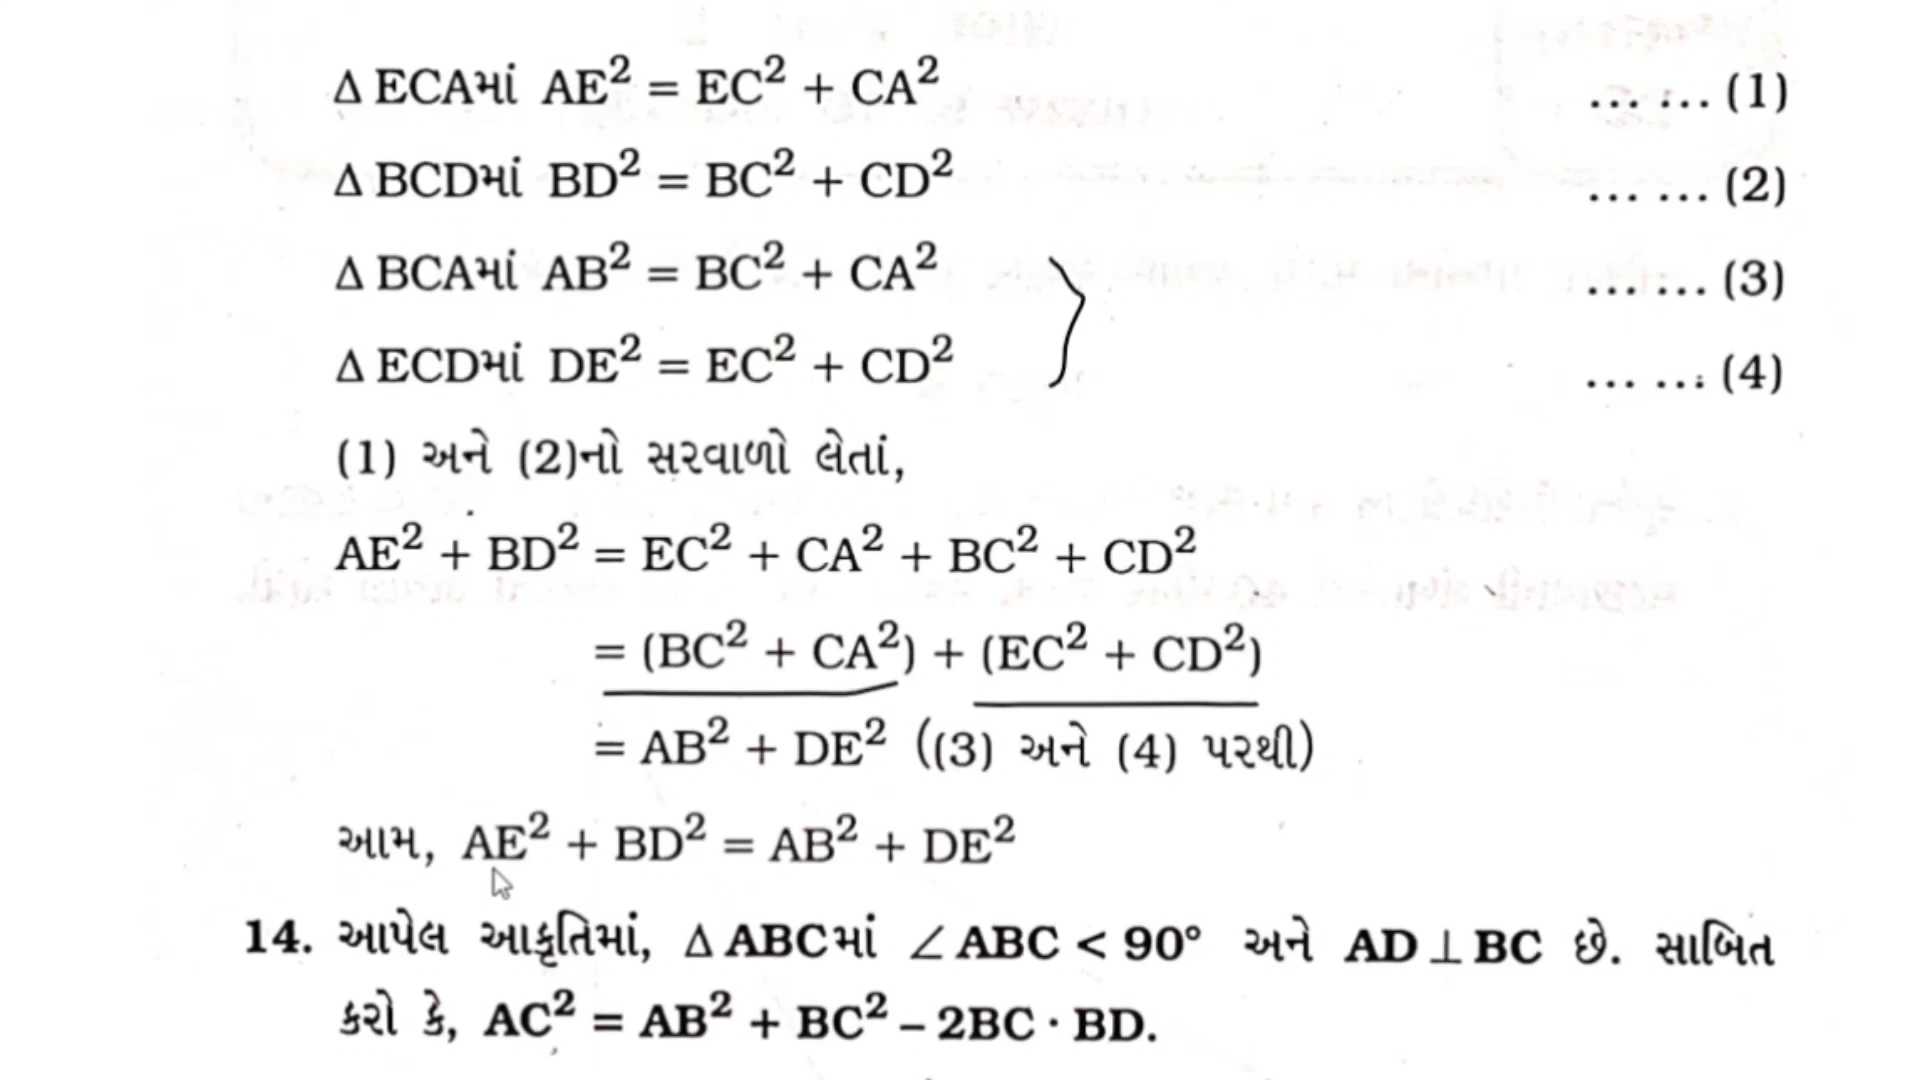 Δ ECAમાં AE² = EC² + CA² ... ... (1)
Δ BCDમાં BD² = BC² + CD² ... ... (2)
Δ BCAમાં AB² = BC² + CA² ... ... (3)
Δ ECDમાં DE² = EC² + CD² ... ... (4)
(1) અને (2)નો સરવાળો લેતાં,
AE² + BD² = EC² + CA² + BC² + CD²
= (BC² + CA²) + (EC² + CD²)
= AB² + DE² ((3) અને (4) પરથી)
આમ, AE² + BD² = AB² + DE²
14. આપેલ આકૃતિમાં, Δ ABCમાં ∠ ABC < 90° અને AD ⊥ BC છે. સાબિત
કરો કે, AC² = AB² + BC² – 2BC · BD.